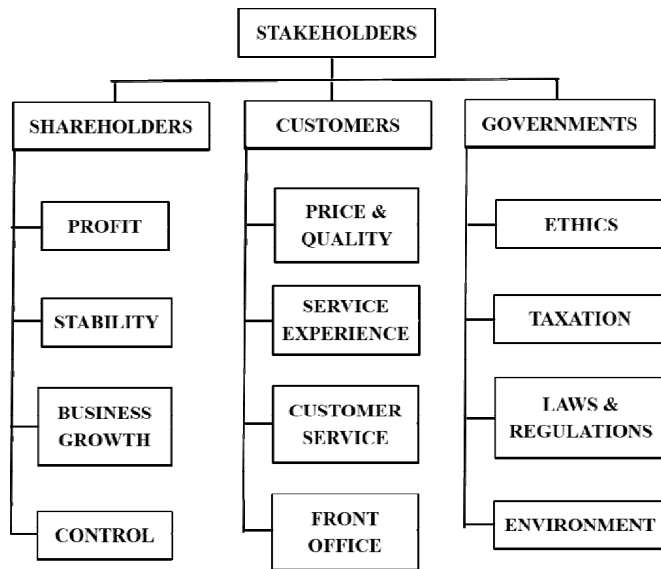 STAKEHOLDERS
SHAREHOLDERS
CUSTOMERS
GOVERNMENTS
PROFIT
STABILITY
BUSINESS
GROWTH
CONTROL
PRICE &
QUALITY
SERVICE
EXPERIENCE
CUSTOMER
SERVICE
FRONT
OFFICE
ETHICS
TAXATION
LAWS &
REGULATIONS
ENVIRONMENT